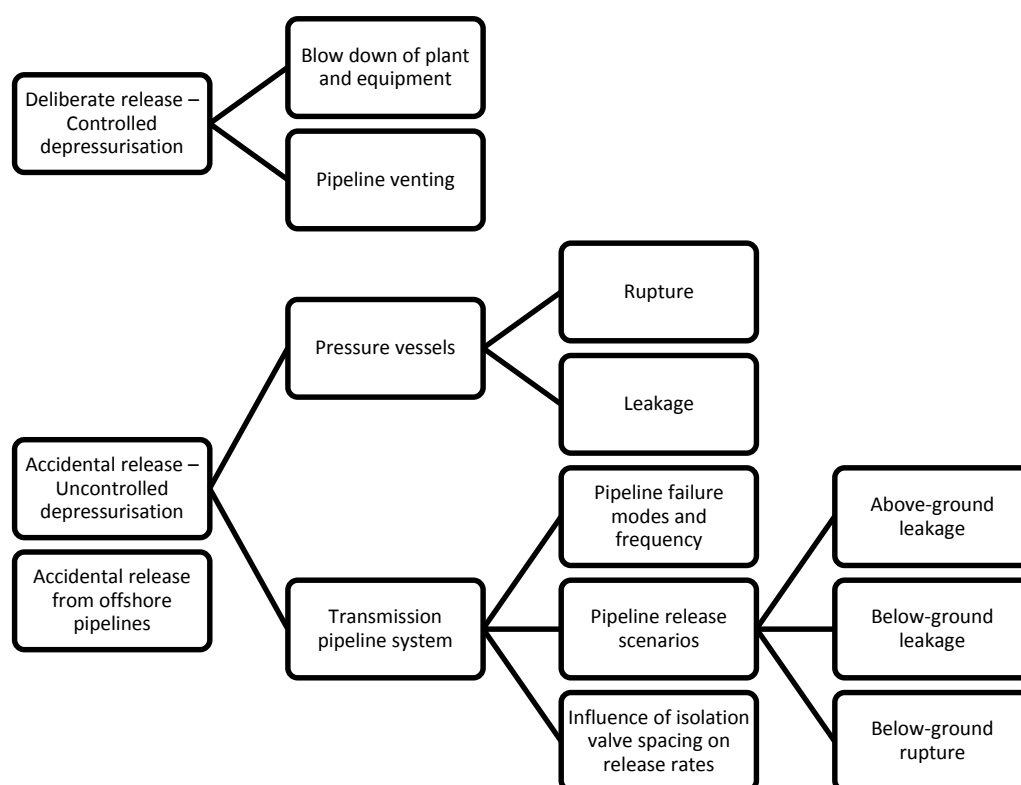 Deliberate release –
Controlled
depressurisation
Blow down of plant
and equipment
Pipeline venting
Accidental release –
Uncontrolled
depressurisation
Pressure vessels
Rupture
Leakage
Transmission
pipeline system
Pipeline failure
modes and
frequency
Pipeline release
scenarios
Above-ground
leakage
Below-ground
leakage
Below-ground
rupture
Influence of isolation
valve spacing on
release rates
Accidental release
from offshore
pipelines